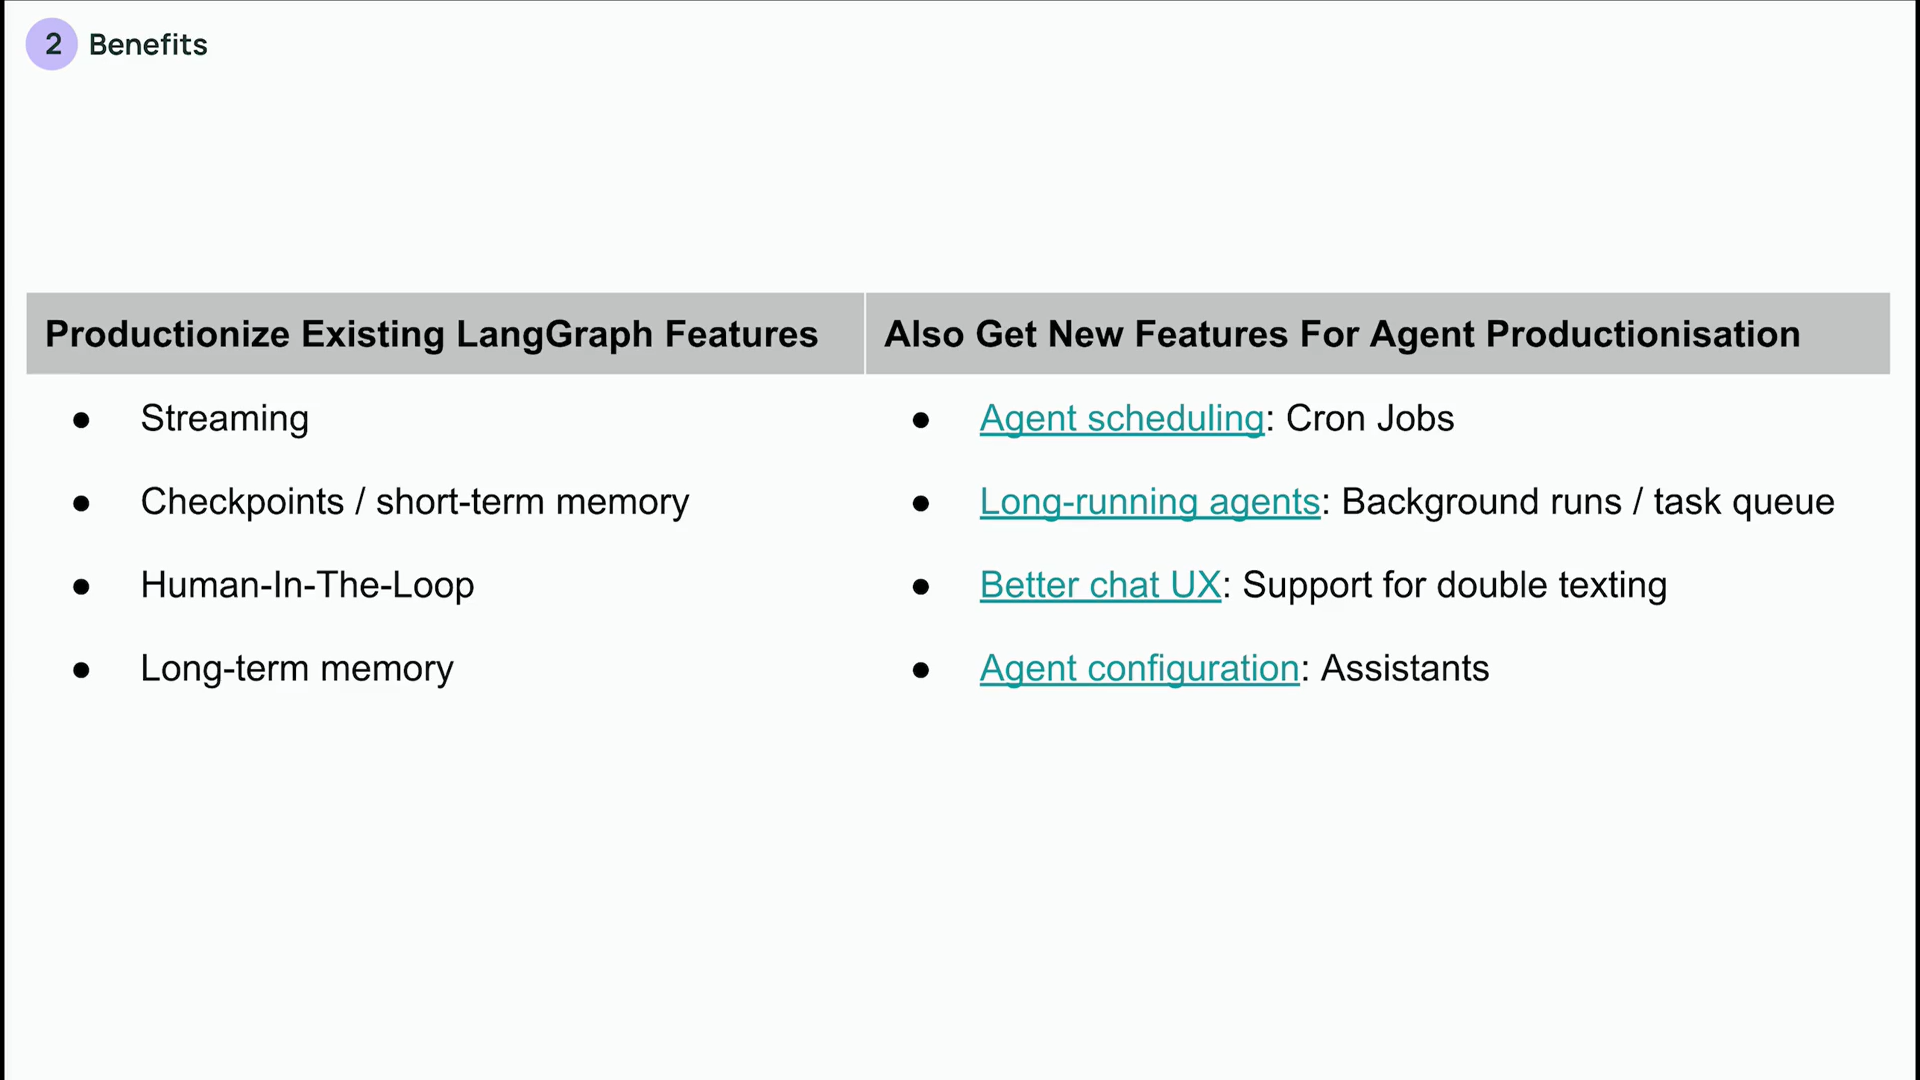 2 Benefits
Productionize Existing LangGraph Features
● Streaming
● Checkpoints / short-term memory
● Human-In-The-Loop
● Long-term memory
Also Get New Features For Agent Productionisation
● Agent scheduling: Cron Jobs
● Long-running agents: Background runs / task queue
● Better chat UX: Support for double texting
● Agent configuration: Assistants